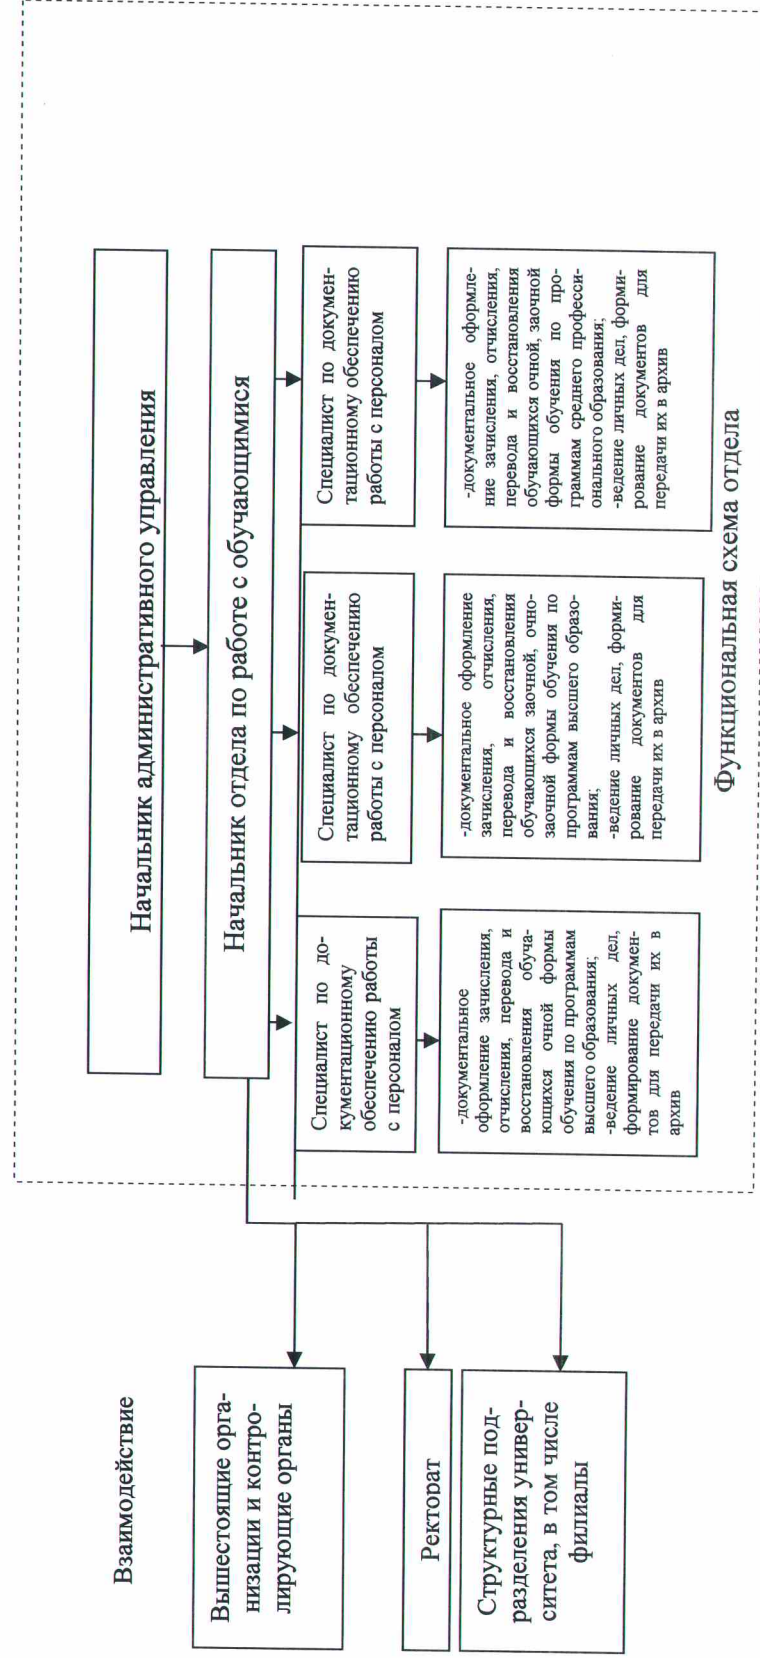 Взаимодействие
Вышестоящие орга-
низации и контро-
лирующие органы
Ректорат
Структурные под-
разделения универ-
ситета, в том числе
филиалы
Начальник административного управления
Начальник отдела по работе с обучающимися
Специалист по до-
кументационному
обеспечению работы
с персоналом
-документальное
оформление зачисления,
отчисления, перевода и
восстановления обуча-
ющихся очной формы
обучения по программам
высшего образования;
-ведение личных дел,
формирование докумен-
тов для передачи их в
архив
Специалист по докумен-
тационному обеспечению
работы с персоналом
-документальное оформление
зачисления, отчисления,
перевода и восстановления
обучающихся заочной, очно-
заочной формы обучения по
программам высшего образо-
вания;
-ведение личных дел, форми-
рование документов для
передачи их в архив
Специалист по докумен-
тационному обеспечению
работы с персоналом
-документальное оформле-
ние зачисления, отчисления,
перевода и восстановления
обучающихся очной, заочной
формы обучения по про-
граммам среднего професси-
онального образования;
-ведение личных дел, форми-
рование документов для
передачи их в архив
Функциональная схема отдела